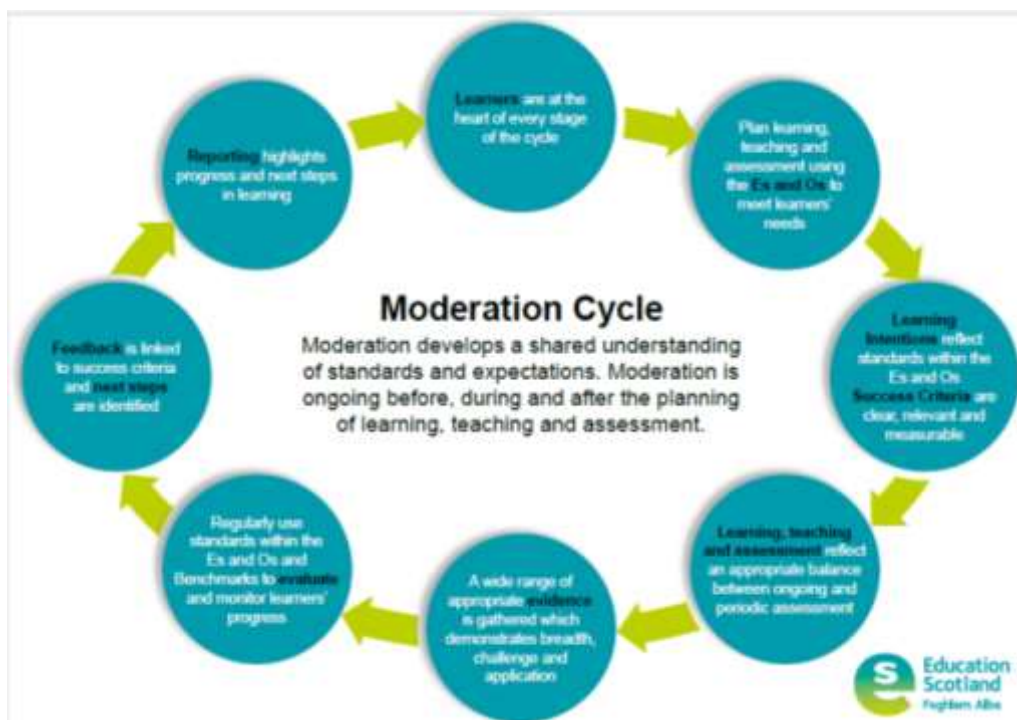 Learners are at the
heart of every stage
of the cycle
Plan learning,
teaching and
assessment using
the Es and Os to
meet learners'
needs
Learning
Intentions reflect
standards within the
Es and Os
Success Criteria are
clear, relevant and
measurable
Learning, teaching
and assessment reflect
an appropriate balance
between ongoing and
periodic assessment
A wide range of
appropriate evidence
is gathered which
demonstrates breadth,
challenge and
application
Regularly use
standards within the
Es and Os and
Benchmarks to evaluate
and monitor learners'
progress
Feedback is linked
to success criteria
and next steps
are identified
Reporting highlights
progress and next steps
in learning
Moderation Cycle
Moderation develops a shared understanding
of standards and expectations. Moderation is
ongoing before, during and after the planning
of learning, teaching and assessment.
Education
Scotland
Foghlam Alba